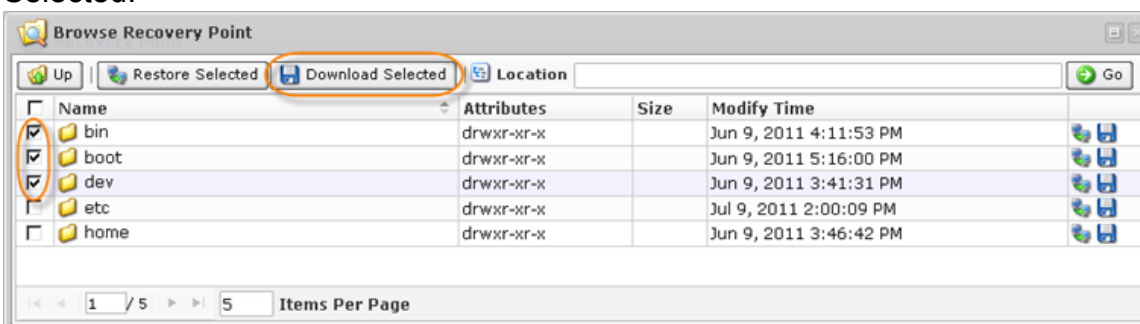 Selected.
Browse Recovery Point
Up | Restore Selected Download Selected Location Go
Name Attributes Size Modify Time
bin drwxr-xr-x Jun 9, 2011 4:11:53 PM
boot drwxr-xr-x Jun 9, 2011 5:16:00 PM
dev drwxr-xr-x Jun 9, 2011 3:41:31 PM
etc drwxr-xr-x Jul 9, 2011 2:00:09 PM
home drwxr-xr-x Jun 9, 2011 3:46:42 PM
1 / 5 5 Items Per Page